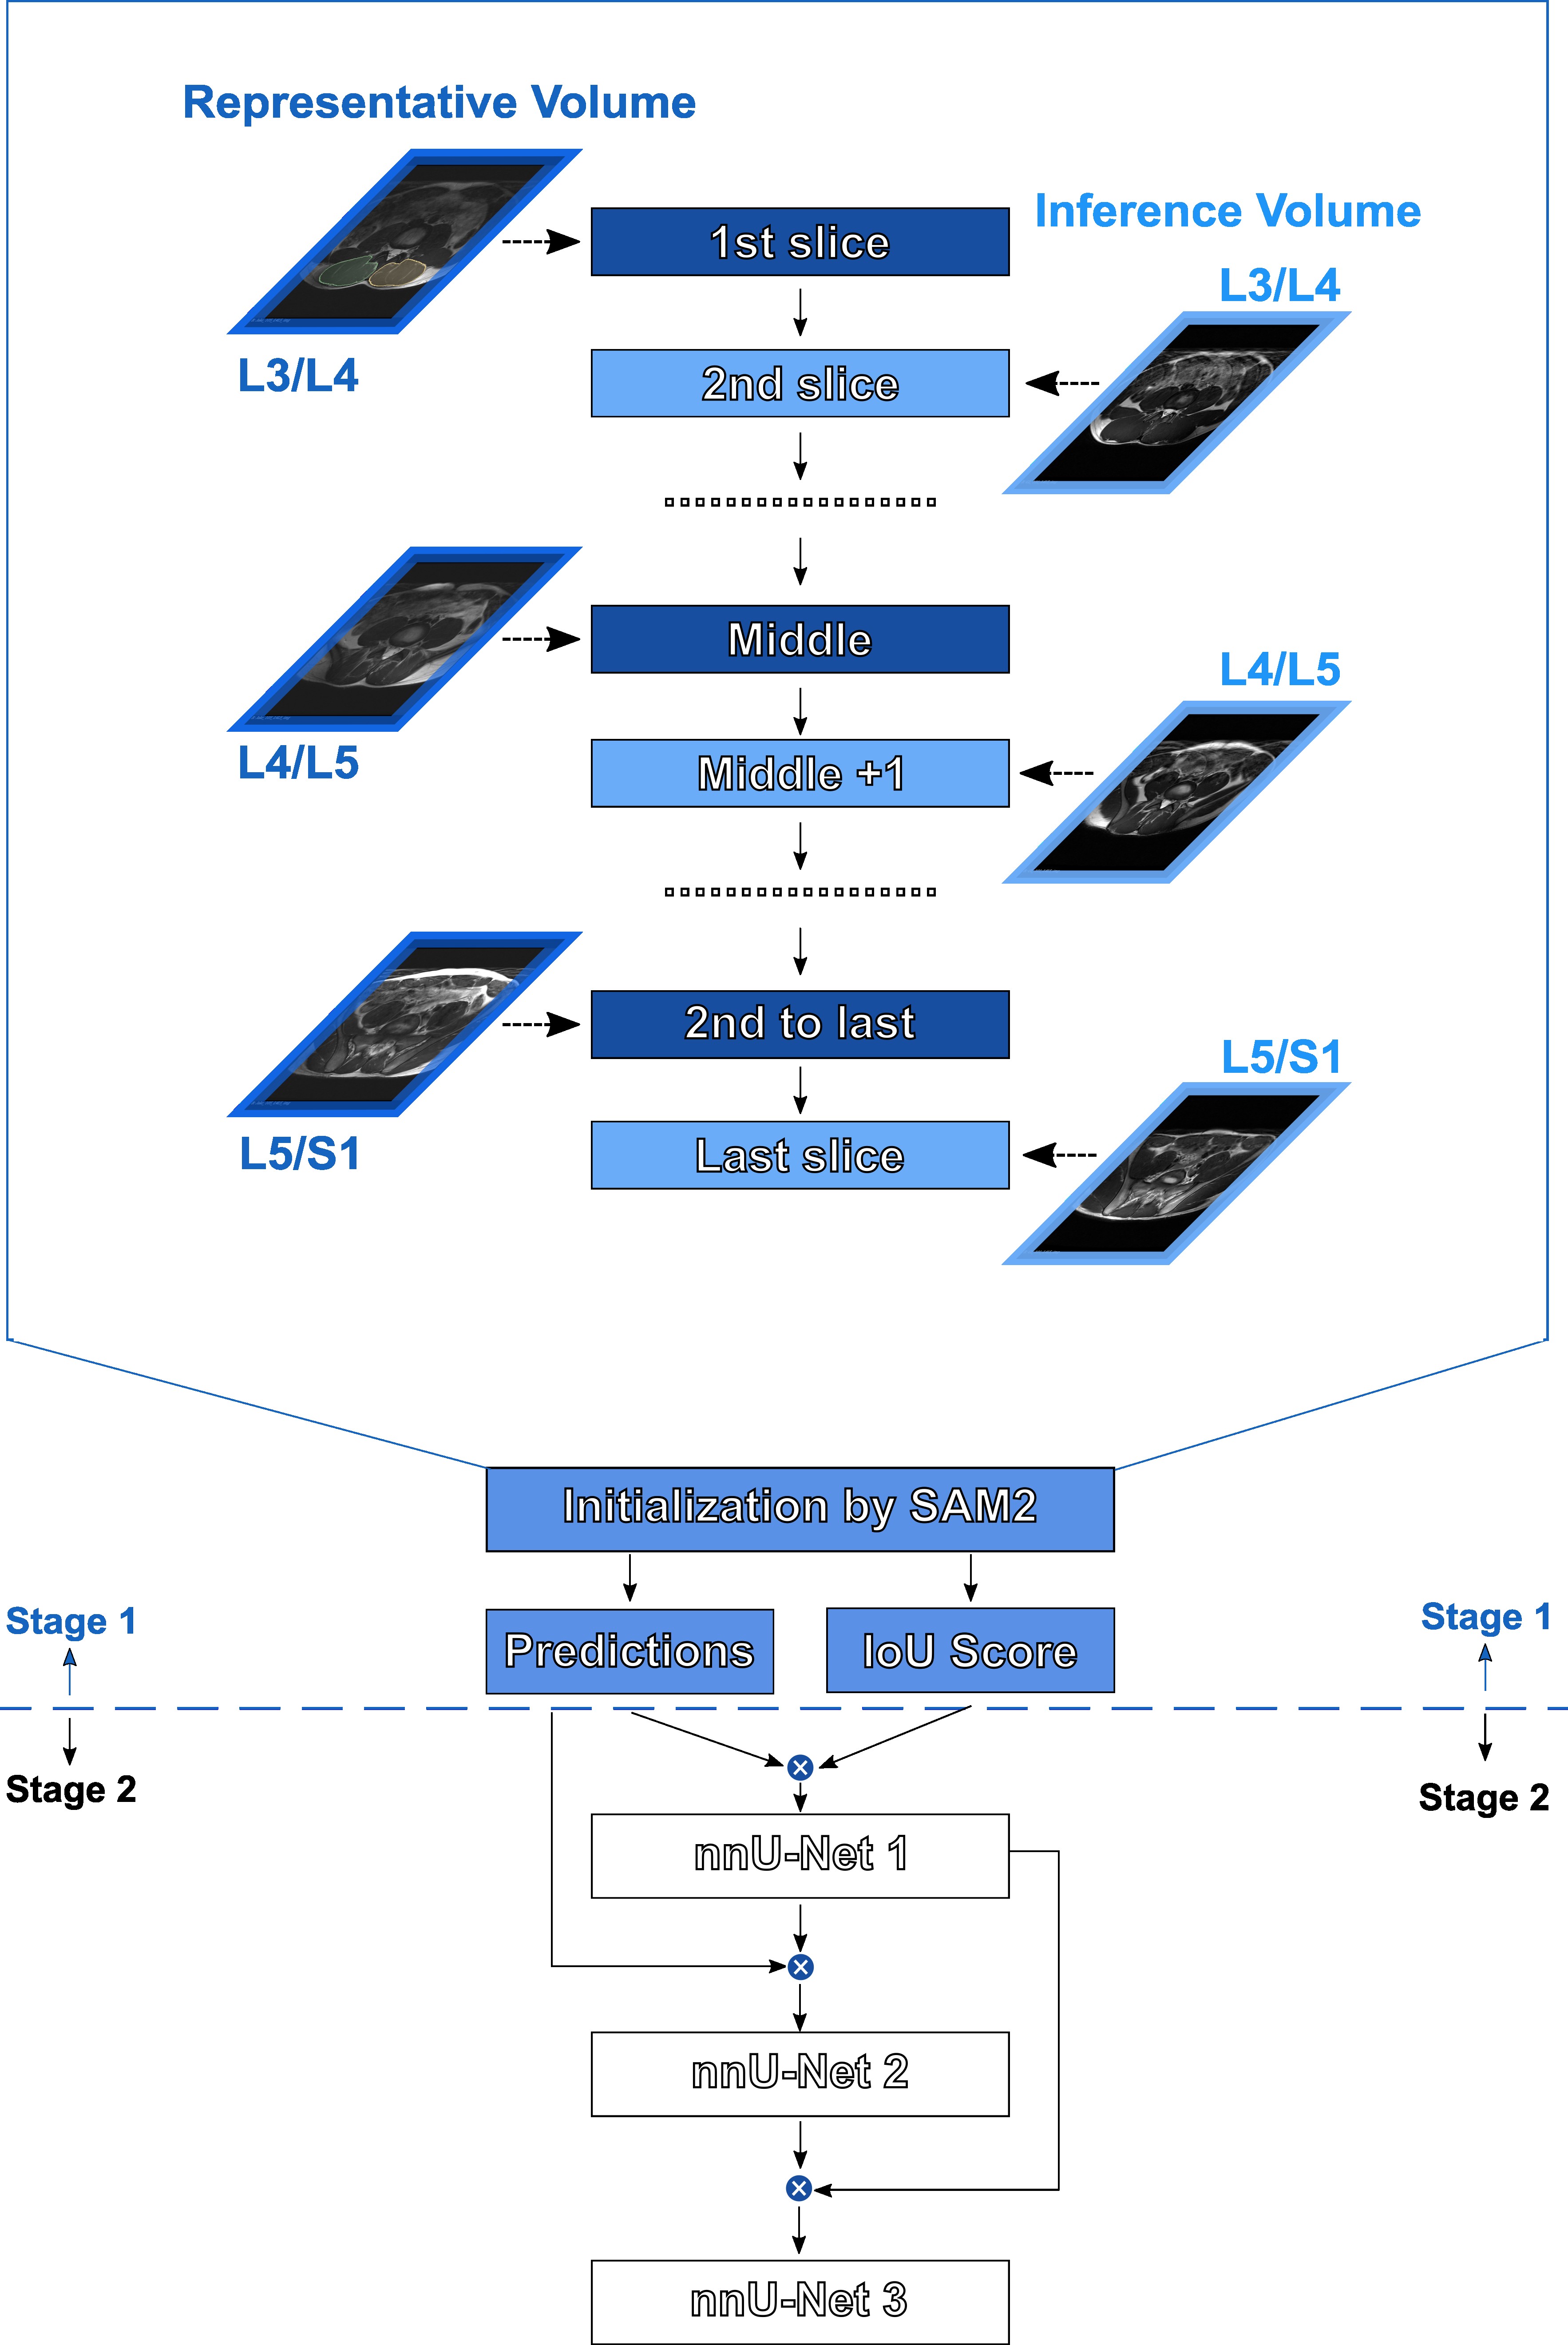 Representative Volume
1st slice
Inference Volume
L3/L4
L3/L4
2nd slice
Middle
L4/L5
L4/L5
Middle +1
2nd to last
L5/S1
L5/S1
Last slice
Initialization by SAM2
Stage 1
Predictions
IoU Score
Stage 1
Stage 2
Stage 2
nnU-Net 1
nnU-Net 2
nnU-Net 3